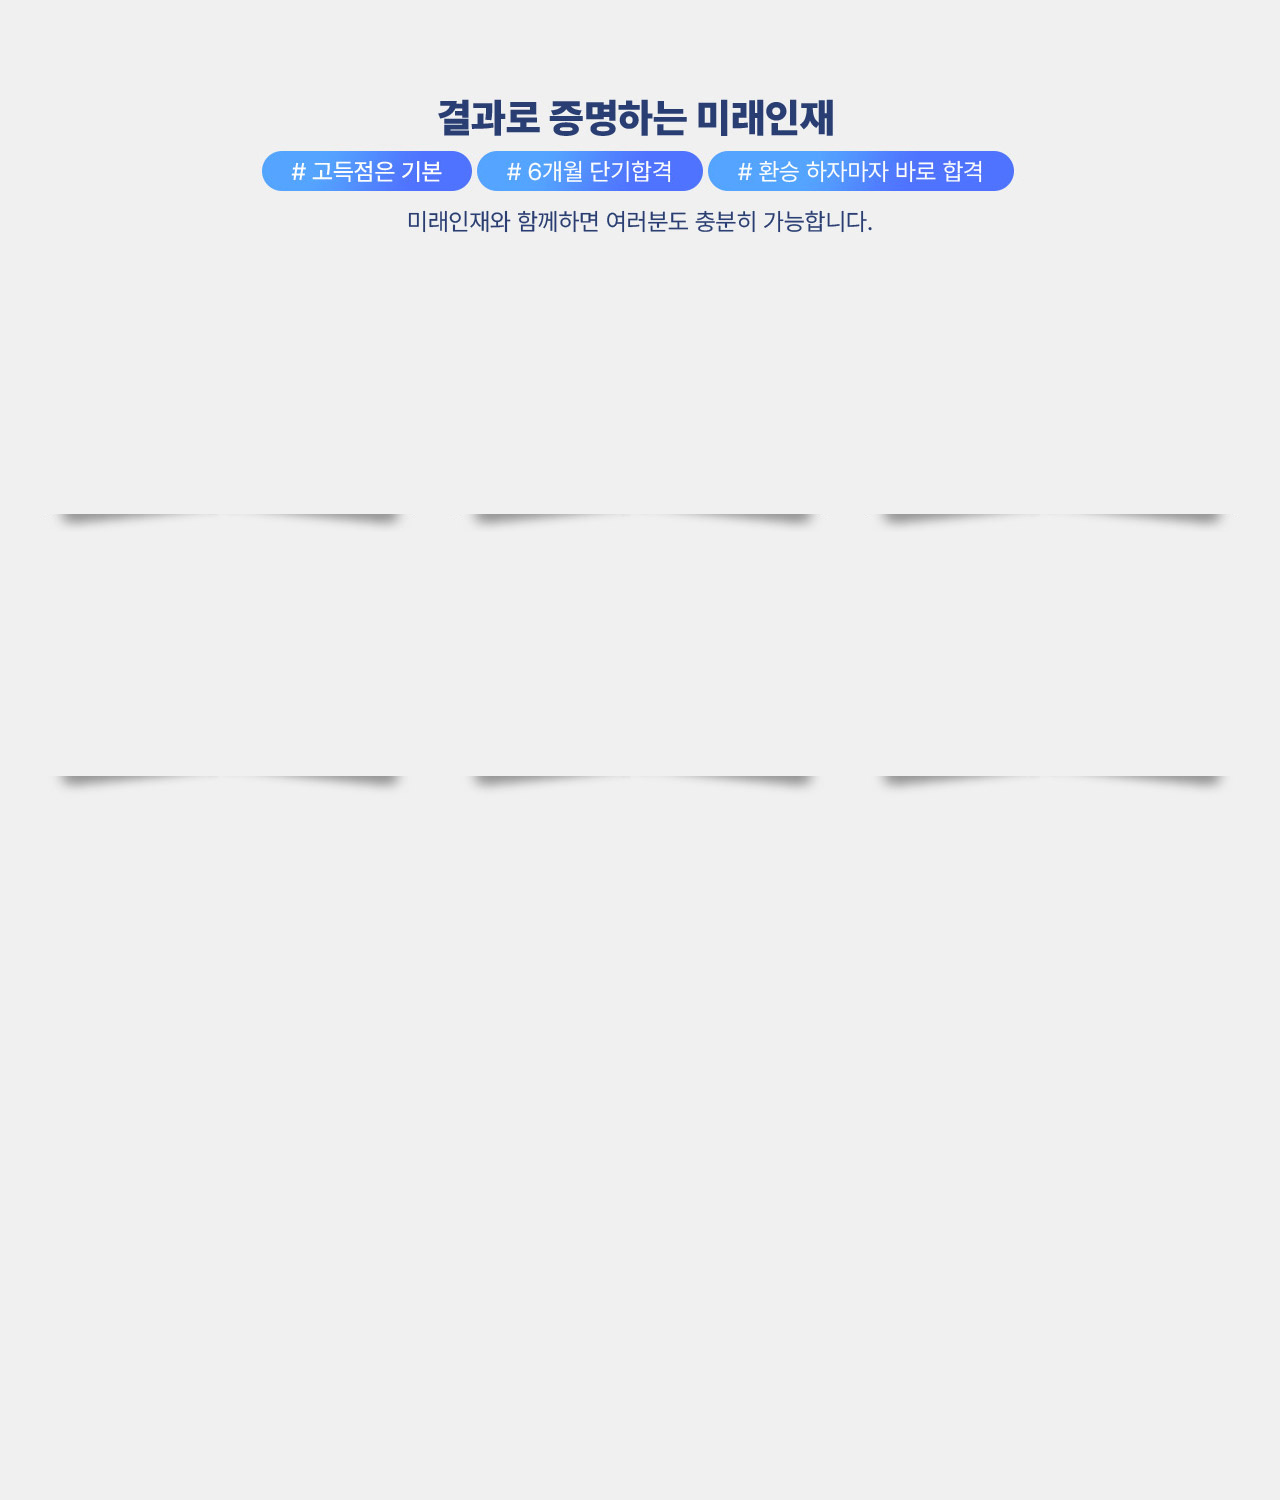 결과로 증명하는 미래인재
# 고득점은 기본 # 6개월 단기합격 # 환승 하자마자 바로 합격
미래인재와 함께하면 여러분도 충분히 가능합니다.